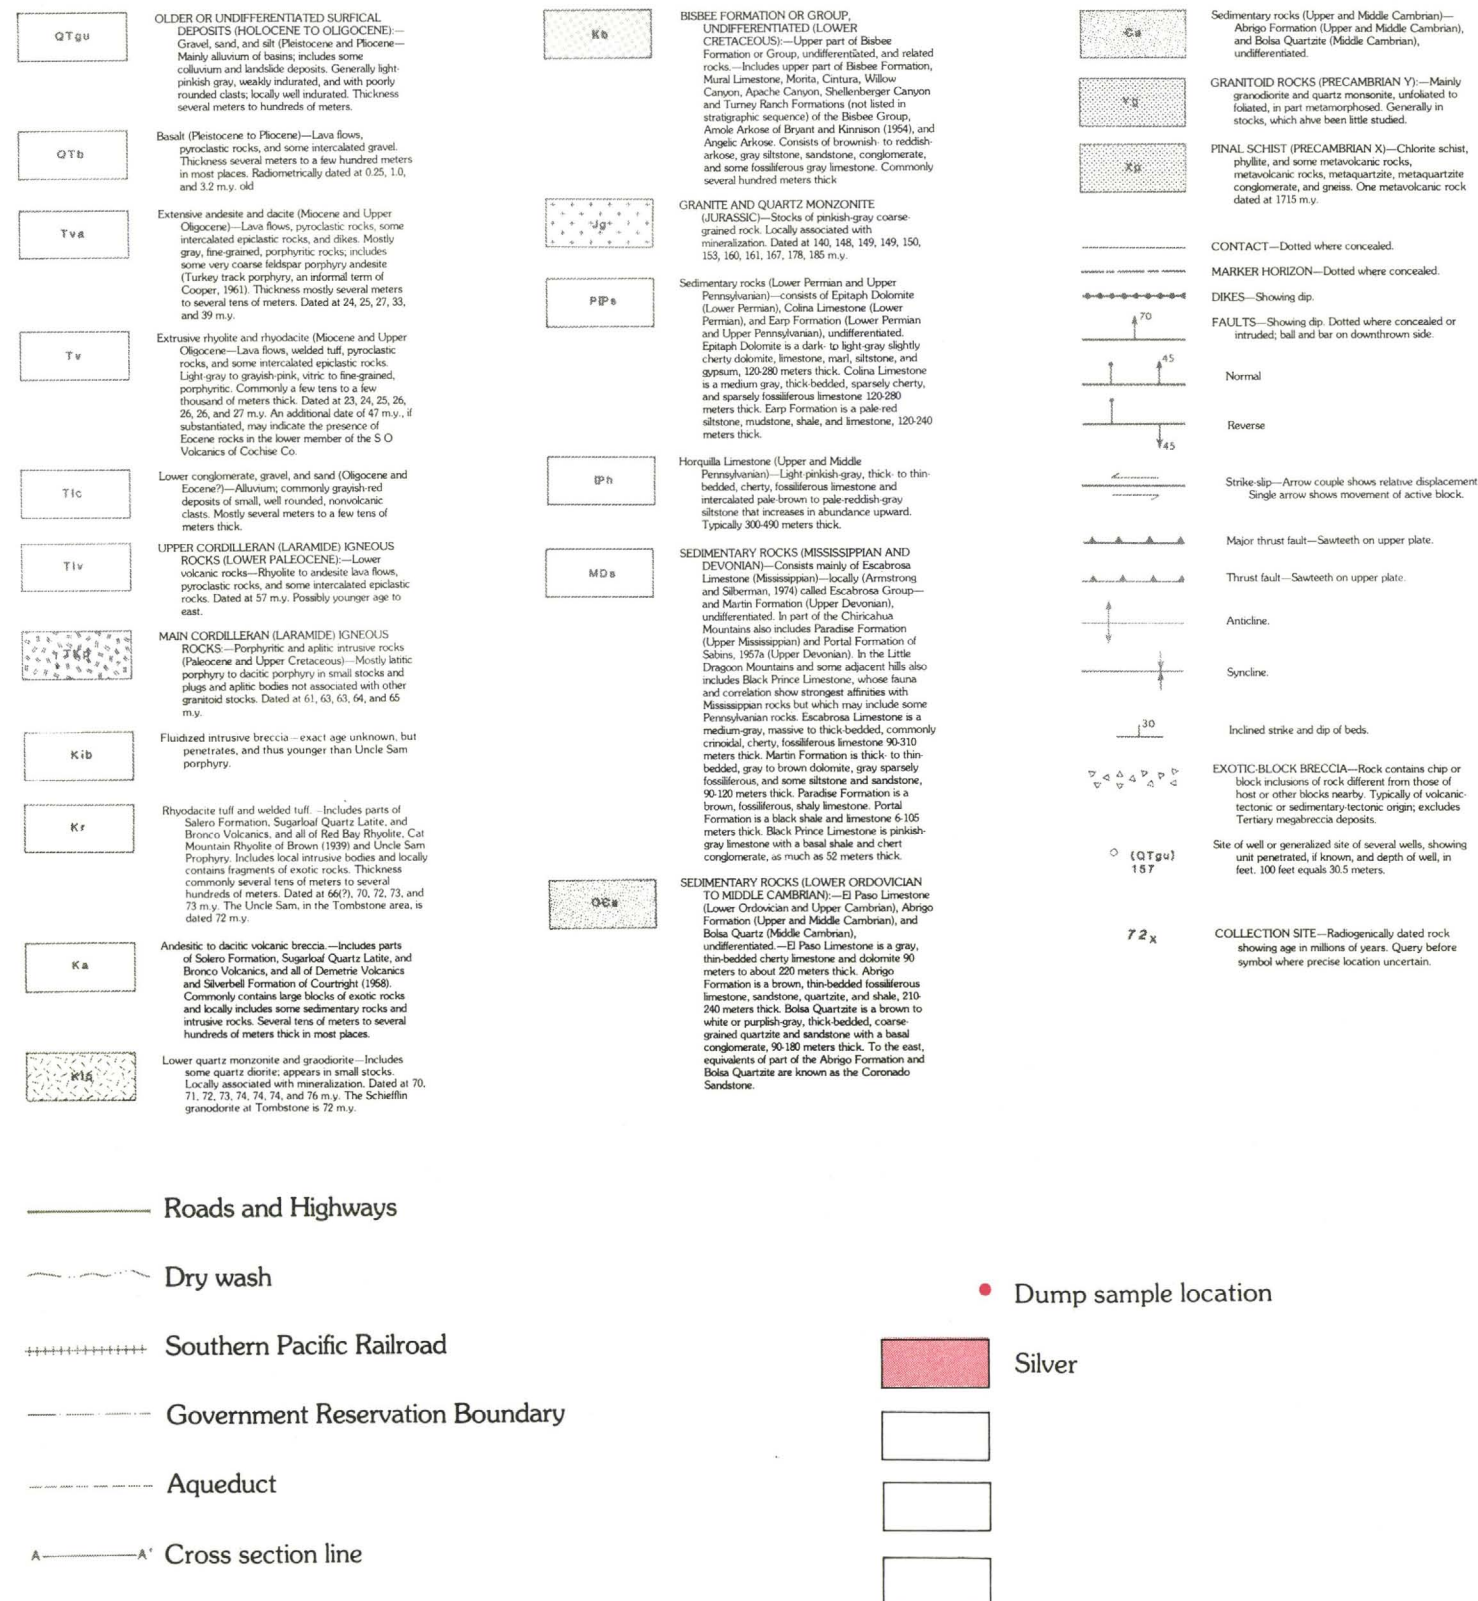 QTgu
OLDER OR UNDIFFERENTIATED SURFICAL
DEPOSITS (HOLOCENE TO OLIGOCENE):—
Gravel, sand, and silt (Pleistocene and Pliocene—
Mainly alluvium of basins; includes some
colluvium and landslide deposits. Generally light-
pinkish gray, weakly indurated, and with poorly
rounded clasts; locally well indurated. Thickness
several meters to hundreds of meters.
QTb
Basalt (Pleistocene to Pliocene)—Lava flows,
pyroclastic rocks, and some intercalated gravel.
Thickness several meters to a few hundred meters
in most places. Radiometrically dated at 0.25, 1.0,
and 3.2 m.y. old
Tva
Extensive andesite and dacite (Miocene and Upper
Oligocene)—Lava flows, pyroclastic rocks, some
intercalated epiclastic rocks, and dikes. Mostly
gray, fine-grained, porphyritic rocks; includes
some very coarse feldspar porphyry andesite
(Turkey track porphyry, an informal term of
Cooper, 1961). Thickness mostly several meters
to several tens of meters. Dated at 24, 25, 27, 33,
and 39 m.y.
Tv
Extrusive rhyolite and rhyodacite (Miocene and Upper
Oligocene—Lava flows, welded tuff, pyroclastic
rocks, and some intercalated epiclastic rocks.
Light-gray to grayish-pink, vitric to fine-grained,
porphyritic. Commonly a few tens to a few
thousand of meters thick. Dated at 23, 24, 25, 26,
26, 26, and 27 m.y. An additional date of 47 m.y., if
substantiated, may indicate the presence of
Eocene rocks in the lower member of the S O
Volcanics of Cochise Co.
Tlc
Lower conglomerate, gravel, and sand (Oligocene and
Eocene?)—Alluvium; commonly grayish-red
deposits of small, well rounded, nonvolcanic
clasts. Mostly several meters to a few tens of
meters thick.
Tlv
UPPER CORDILLERAN (LARAMIDE) IGNEOUS
ROCKS (LOWER PALEOCENE):—Lower
volcanic rocks—Rhyolite to andesite lava flows,
pyroclastic rocks, and some intercalated epiclastic
rocks. Dated at 57 m.y. Possibly younger age to
east.
TKp
MAIN CORDILLERAN (LARAMIDE) IGNEOUS
ROCKS:—Porphyritic and aplitic intrusive rocks
(Paleocene and Upper Cretaceous)—Mostly latitic
porphyry to dacitic porphyry in small stocks and
plugs and aplitic bodies not associated with other
granitoid stocks. Dated at 61, 63, 63, 64, and 65
m.y.
Kib
Fluidized intrusive breccia – exact age unknown, but
penetrates, and thus younger than Uncle Sam
porphyry.
Kr
Rhyodacite tuff and welded tuff. —Includes parts of
Salero Formation, Sugarloaf Quartz Latite, and
Bronco Volcanics, and all of Red Bay Rhyolite, Cat
Mountain Rhyolite of Brown (1939) and Uncle Sam
Prophyry. Includes local intrusive bodies and locally
contains fragments of exotic rocks. Thickness
commonly several tens of meters to several
hundreds of meters. Dated at 66(?), 70, 72, 73, and
73 m.y. The Uncle Sam, in the Tombstone area, is
dated 72 m.y.
Ka
Andesitic to dacitic volcanic breccia.—Includes parts
of Solero Formation, Sugarloaf Quartz Latite, and
Bronco Volcanics, and all of Demetrie Volcanics
and Silverbell Formation of Courtright (1958).
Commonly contains large blocks of exotic rocks
and locally includes some sedimentary rocks and
intrusive rocks. Several tens of meters to several
hundreds of meters thick in most places.
Klg
Lower quartz monzonite and graodiorite—Includes
some quartz diorite; appears in small stocks.
Locally associated with mineralization. Dated at 70,
71, 72, 73, 74, 74, 74, and 76 m.y. The Schiefflin
granodorite at Tombstone is 72 m.y.
Kb
BISBEE FORMATION OR GROUP,
UNDIFFERENTIATED (LOWER
CRETACEOUS):—Upper part of Bisbee
Formation or Group, undifferentiated, and related
rocks.—Includes upper part of Bisbee Formation,
Mural Limestone, Morita, Cintura, Willow
Canyon, Apache Canyon, Shellenberger Canyon
and Turney Ranch Formations (not listed in
stratigraphic sequence) of the Bisbee Group,
Amole Arkose of Bryant and Kinnison (1954), and
Angelic Arkose. Consists of brownish- to reddish-
arkose, gray siltstone, sandstone, conglomerate,
and some fossiliferous gray limestone. Commonly
several hundred meters thick
Jg
GRANITE AND QUARTZ MONZONITE
(JURASSIC)—Stocks of pinkish-gray coarse-
grained rock. Locally associated with
mineralization. Dated at 140, 148, 149, 149, 150,
153, 160, 161, 167, 178, 185 m.y.
PIPs
Sedimentary rocks (Lower Permian and Upper
Pennsylvanian)—consists of Epitaph Dolomite
(Lower Permian), Colina Limestone (Lower
Permian), and Earp Formation (Lower Permian
and Upper Pennsylvanian), undifferentiated.
Epitaph Dolomite is a dark- to light-gray slightly
cherty dolomite, limestone, marl, siltstone, and
gypsum, 120-280 meters thick. Colina Limestone
is a medium gray, thick-bedded, sparsely cherty,
and sparsely fossiliferous limestone 120-280
meters thick. Earp Formation is a pale-red
siltstone, mudstone, shale, and limestone, 120-240
meters thick.
IPh
Horquilla Limestone (Upper and Middle
Pennsylvanian)—Light-pinkish-gray, thick- to thin-
bedded, cherty, fossiliferous limestone and
intercalated pale-brown to pale-reddish-gray
siltstone that increases in abundance upward.
Typically 300-490 meters thick.
MDs
SEDIMENTARY ROCKS (MISSISSIPPIAN AND
DEVONIAN)—Consists mainly of Escabrosa
Limestone (Mississippian)—locally (Armstrong
and Silberman, 1974) called Escabrosa Group—
and Martin Formation (Upper Devonian),
undifferentiated. In part of the Chiricahua
Mountains also includes Paradise Formation
(Upper Mississippian) and Portal Formation of
Sabins, 1957a (Upper Devonian). In the Little
Dragoon Mountains and some adjacent hills also
includes Black Prince Limestone, whose fauna
and correlation show strongest affinities with
Mississippian rocks but which may include some
Pennsylvanian rocks. Escabrosa Limestone is a
medium-gray, massive to thick-bedded, commonly
crinoidal, cherty, fossiliferous limestone 90-310
meters thick. Martin Formation is thick- to thin-
bedded, gray to brown dolomite, gray sparsely
fossiliferous, and some siltstone and sandstone,
90-120 meters thick. Paradise Formation is a
brown, fossiliferous, shaly limestone. Portal
Formation is a black shale and limestone 6-105
meters thick. Black Prince Limestone is pinkish-
gray limestone with a basal shale and chert
conglomerate, as much as 52 meters thick.
OЄs
SEDIMENTARY ROCKS (LOWER ORDOVICIAN
TO MIDDLE CAMBRIAN):—El Paso Limestone
(Lower Ordovician and Upper Cambrian), Abrigo
Formation (Upper and Middle Cambrian), and
Bolsa Quartz (Middle Cambrian),
undifferentiated.—El Paso Limestone is a gray,
thin-bedded cherty limestone and dolomite 90
meters to about 220 meters thick. Abrigo
Formation is a brown, thin-bedded fossiliferous
limestone, sandstone, quartzite, and shale, 210-
240 meters thick. Bolsa Quartzite is a brown to
white or purplish-gray, thick-bedded, coarse-
grained quartzite and sandstone with a basal
conglomerate, 90-180 meters thick. To the east,
equivalents of part of the Abrigo Formation and
Bolsa Quartzite are known as the Coronado
Sandstone.
Єs
Sedimentary rocks (Upper and Middle Cambrian)—
Abrigo Formation (Upper and Middle Cambrian),
and Bolsa Quartzite (Middle Cambrian),
undifferentiated.
Yg
GRANITOID ROCKS (PRECAMBRIAN Y):—Mainly
granodiorite and quartz monsonite, unfoliated to
foliated, in part metamorphosed. Generally in
stocks, which ahve been little studied.
Xp
PINAL SCHIST (PRECAMBRIAN X)—Chlorite schist,
phyllite, and some metavolcanic rocks,
metavolcanic rocks, metaquartzite, metaquartzite
conglomerate, and gneiss. One metavolcanic rock
dated at 1715 m.y.
CONTACT—Dotted where concealed.
MARKER HORIZON—Dotted where concealed.
DIKES—Showing dip.
70
FAULTS—Showing dip. Dotted where concealed or
intruded; ball and bar on downthrown side.
45
Normal
Reverse
45
Strike-slip—Arrow couple shows relative displacement
Single arrow shows movement of active block.
Major thrust fault—Sawteeth on upper plate.
Thrust fault—Sawteeth on upper plate.
Anticline.
Syncline.
30
Inclined strike and dip of beds.
EXOTIC-BLOCK BRECCIA—Rock contains chip or
block inclusions of rock different from those of
host or other blocks nearby. Typically of volcanic-
tectonic or sedimentary-tectonic origin; excludes
Tertiary megabreccia deposits.
(QTgu)
157
Site of well or generalized site of several wells, showing
unit penetrated, if known, and depth of well, in
feet. 100 feet equals 30.5 meters.
72x
COLLECTION SITE—Radiogenically dated rock
showing age in millions of years. Query before
symbol where precise location uncertain.
Roads and Highways
Dry wash
Southern Pacific Railroad
Government Reservation Boundary
Aqueduct
A A' Cross section line
Dump sample location
Silver